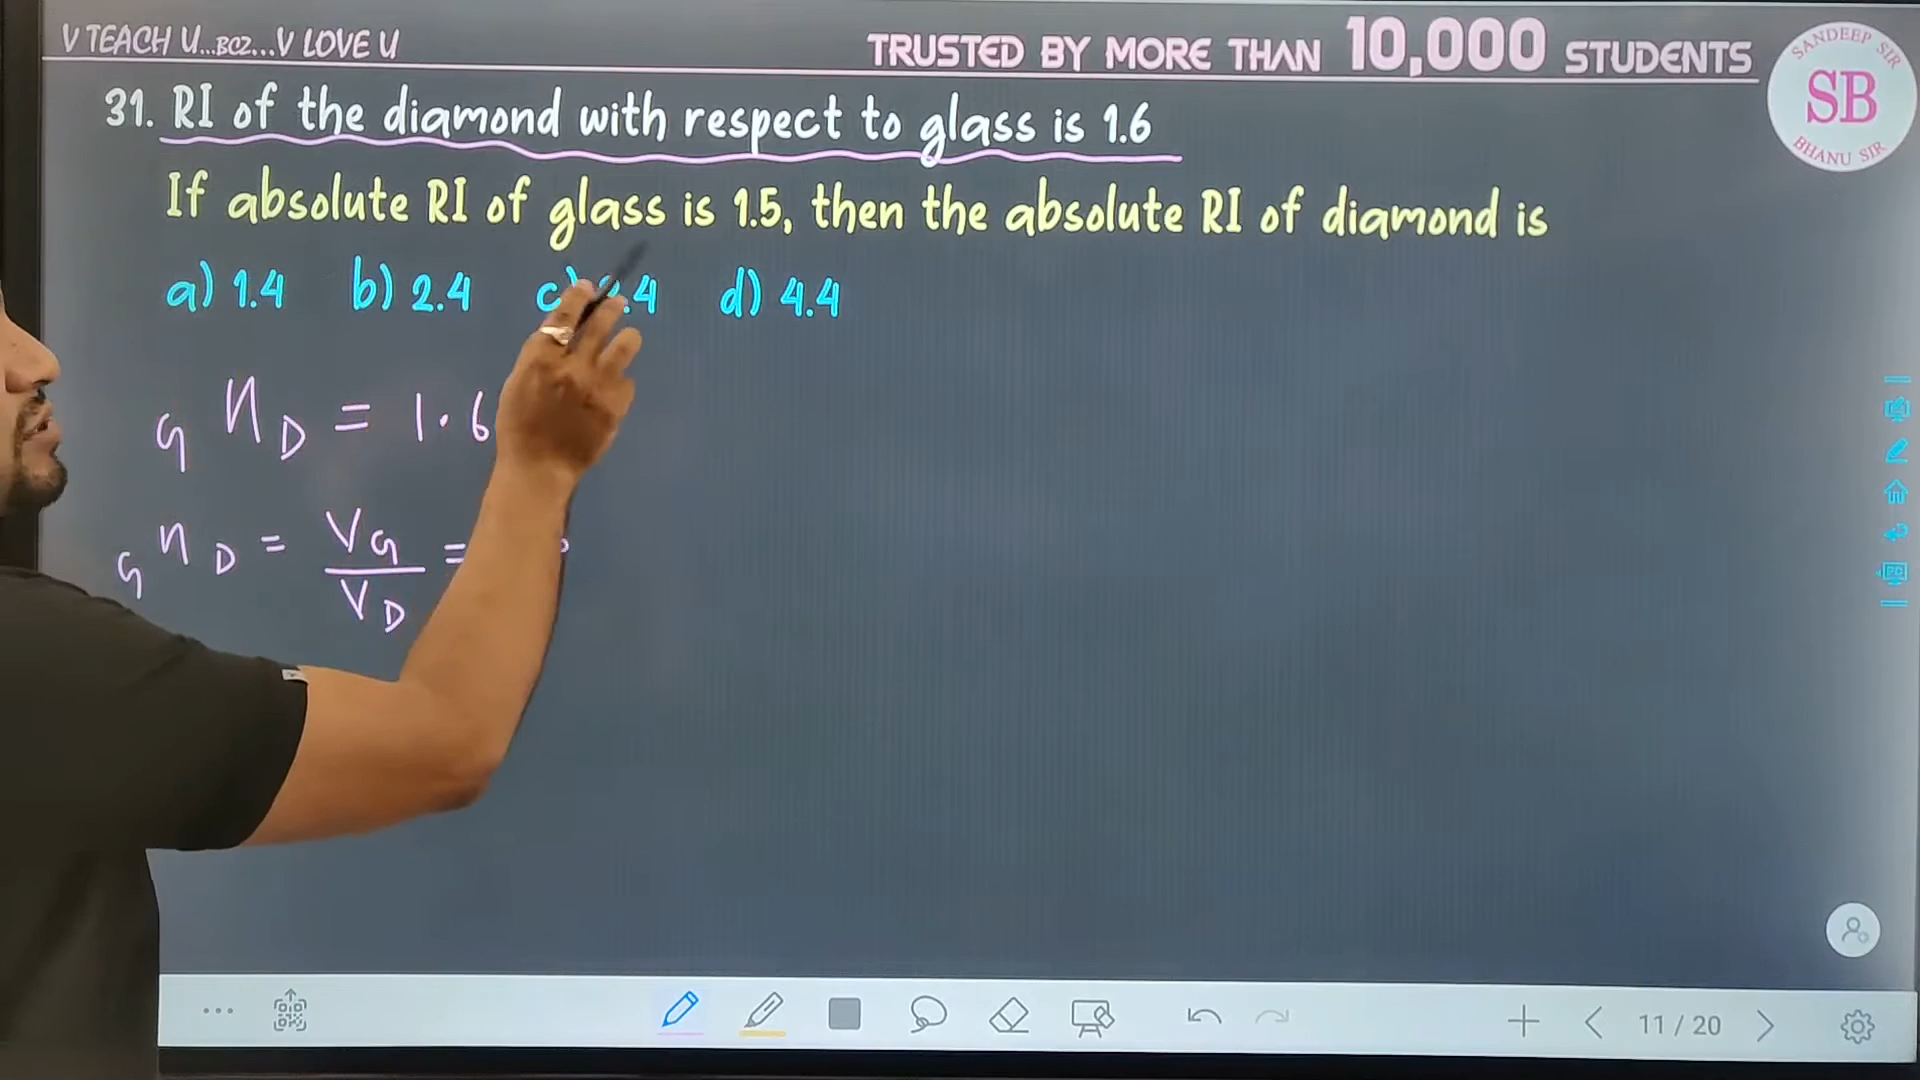 V TEACH U...BCZ...V LOVE U
TRUSTED BY MORE THAN 10,000 STUDENTS
SANDEEP SIR
SB
BHANU SIR
31. RI of the diamond with respect to glass is 1.6
If absolute RI of glass is 1.5, then the absolute RI of diamond is
a) 1.4 b) 2.4 c) .4 d) 4.4
G n D = 1.6
G n D = VG / VD =
PC
11 / 20